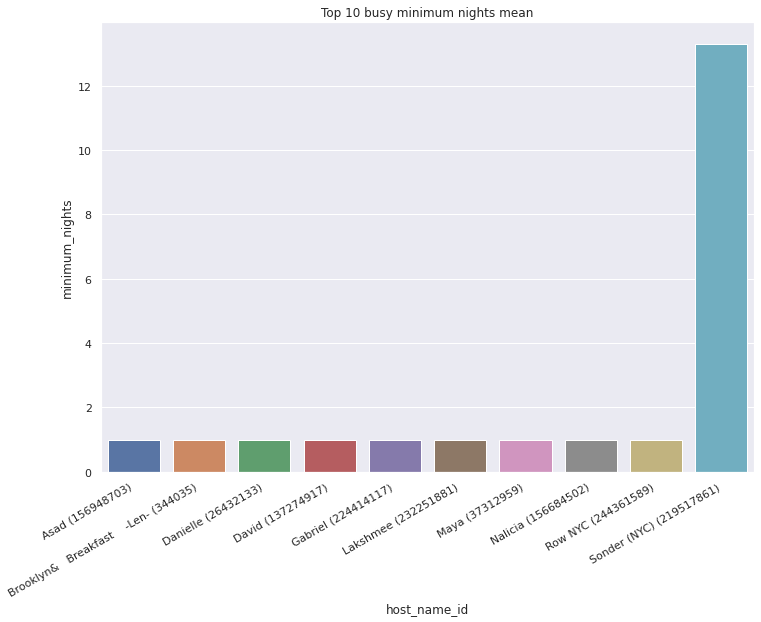 Top 10 busy minimum nights mean
12
10
8
6
4
2
0
minimum_nights
Asad (156948703)
Brooklyn&   Breakfast    -Len- (344035)
Danielle (26432133)
David (137274917)
Gabriel (224414117)
Lakshmee (232251881)
Maya (37312959)
Nalicia (156684502)
Row NYC (244361589)
Sonder (NYC) (219517861)
host_name_id